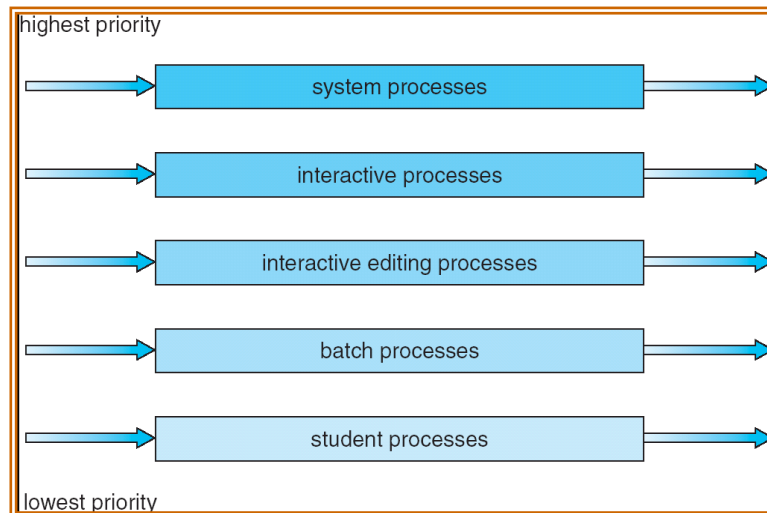 highest priority
system processes
interactive processes
interactive editing processes
batch processes
student processes
lowest priority